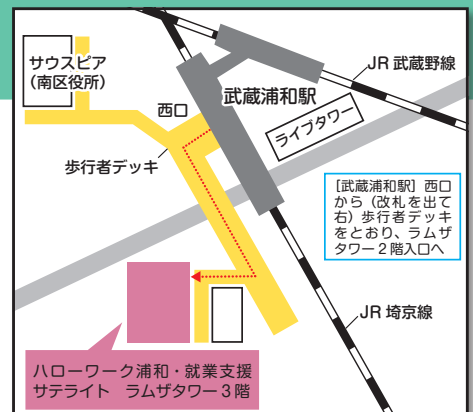 サウスピア
(南区役所)
JR 武蔵野線
武蔵浦和駅
西口
ライブタワー
歩行者デッキ
[武蔵浦和駅] 西口
から (改札を出て
右) 歩行者デッキ
をとおり、ラムザ
タワー2階入口へ
JR 埼京線
ハローワーク浦和・就業支援
サテライト ラムザタワー3階